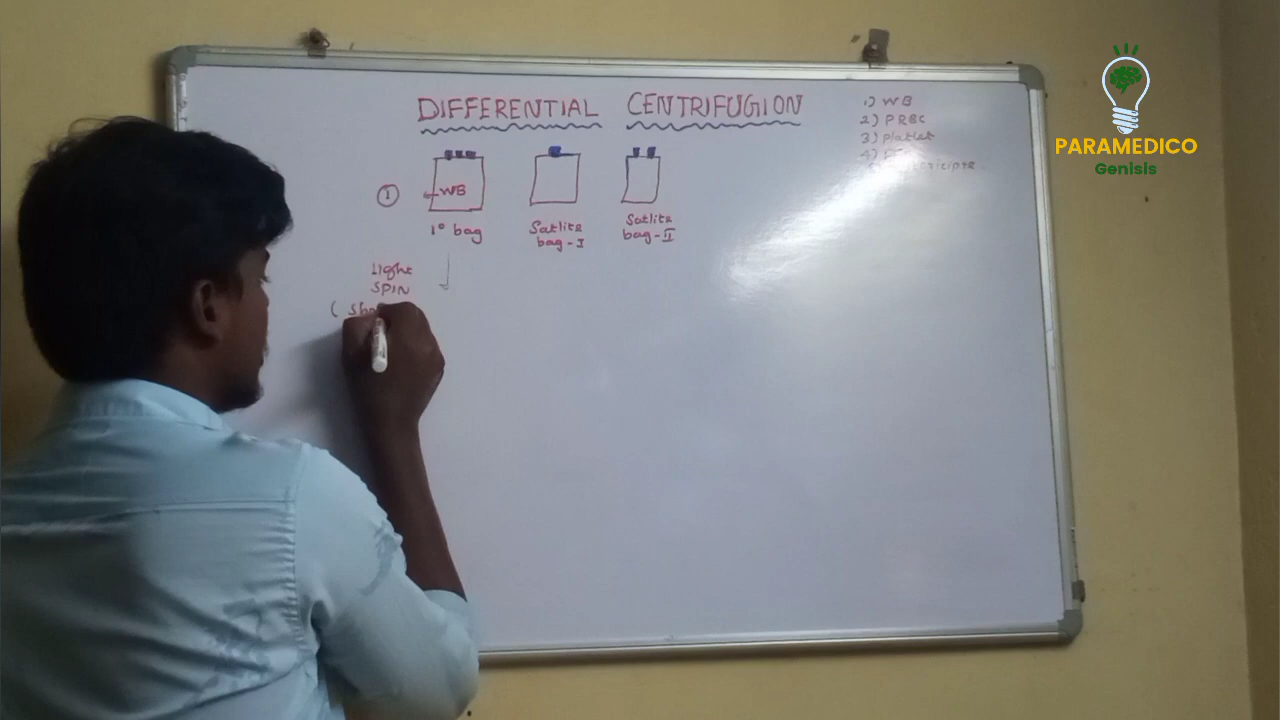 DIFFERENTIAL CENTRIFUGION
1) WB
2) PRBC
3) platlet
4)
PARAMEDICO
Genisis
①
WB
1° bag
Satlite
bag-I
Satlite
bag-II
Light
SPIN
(